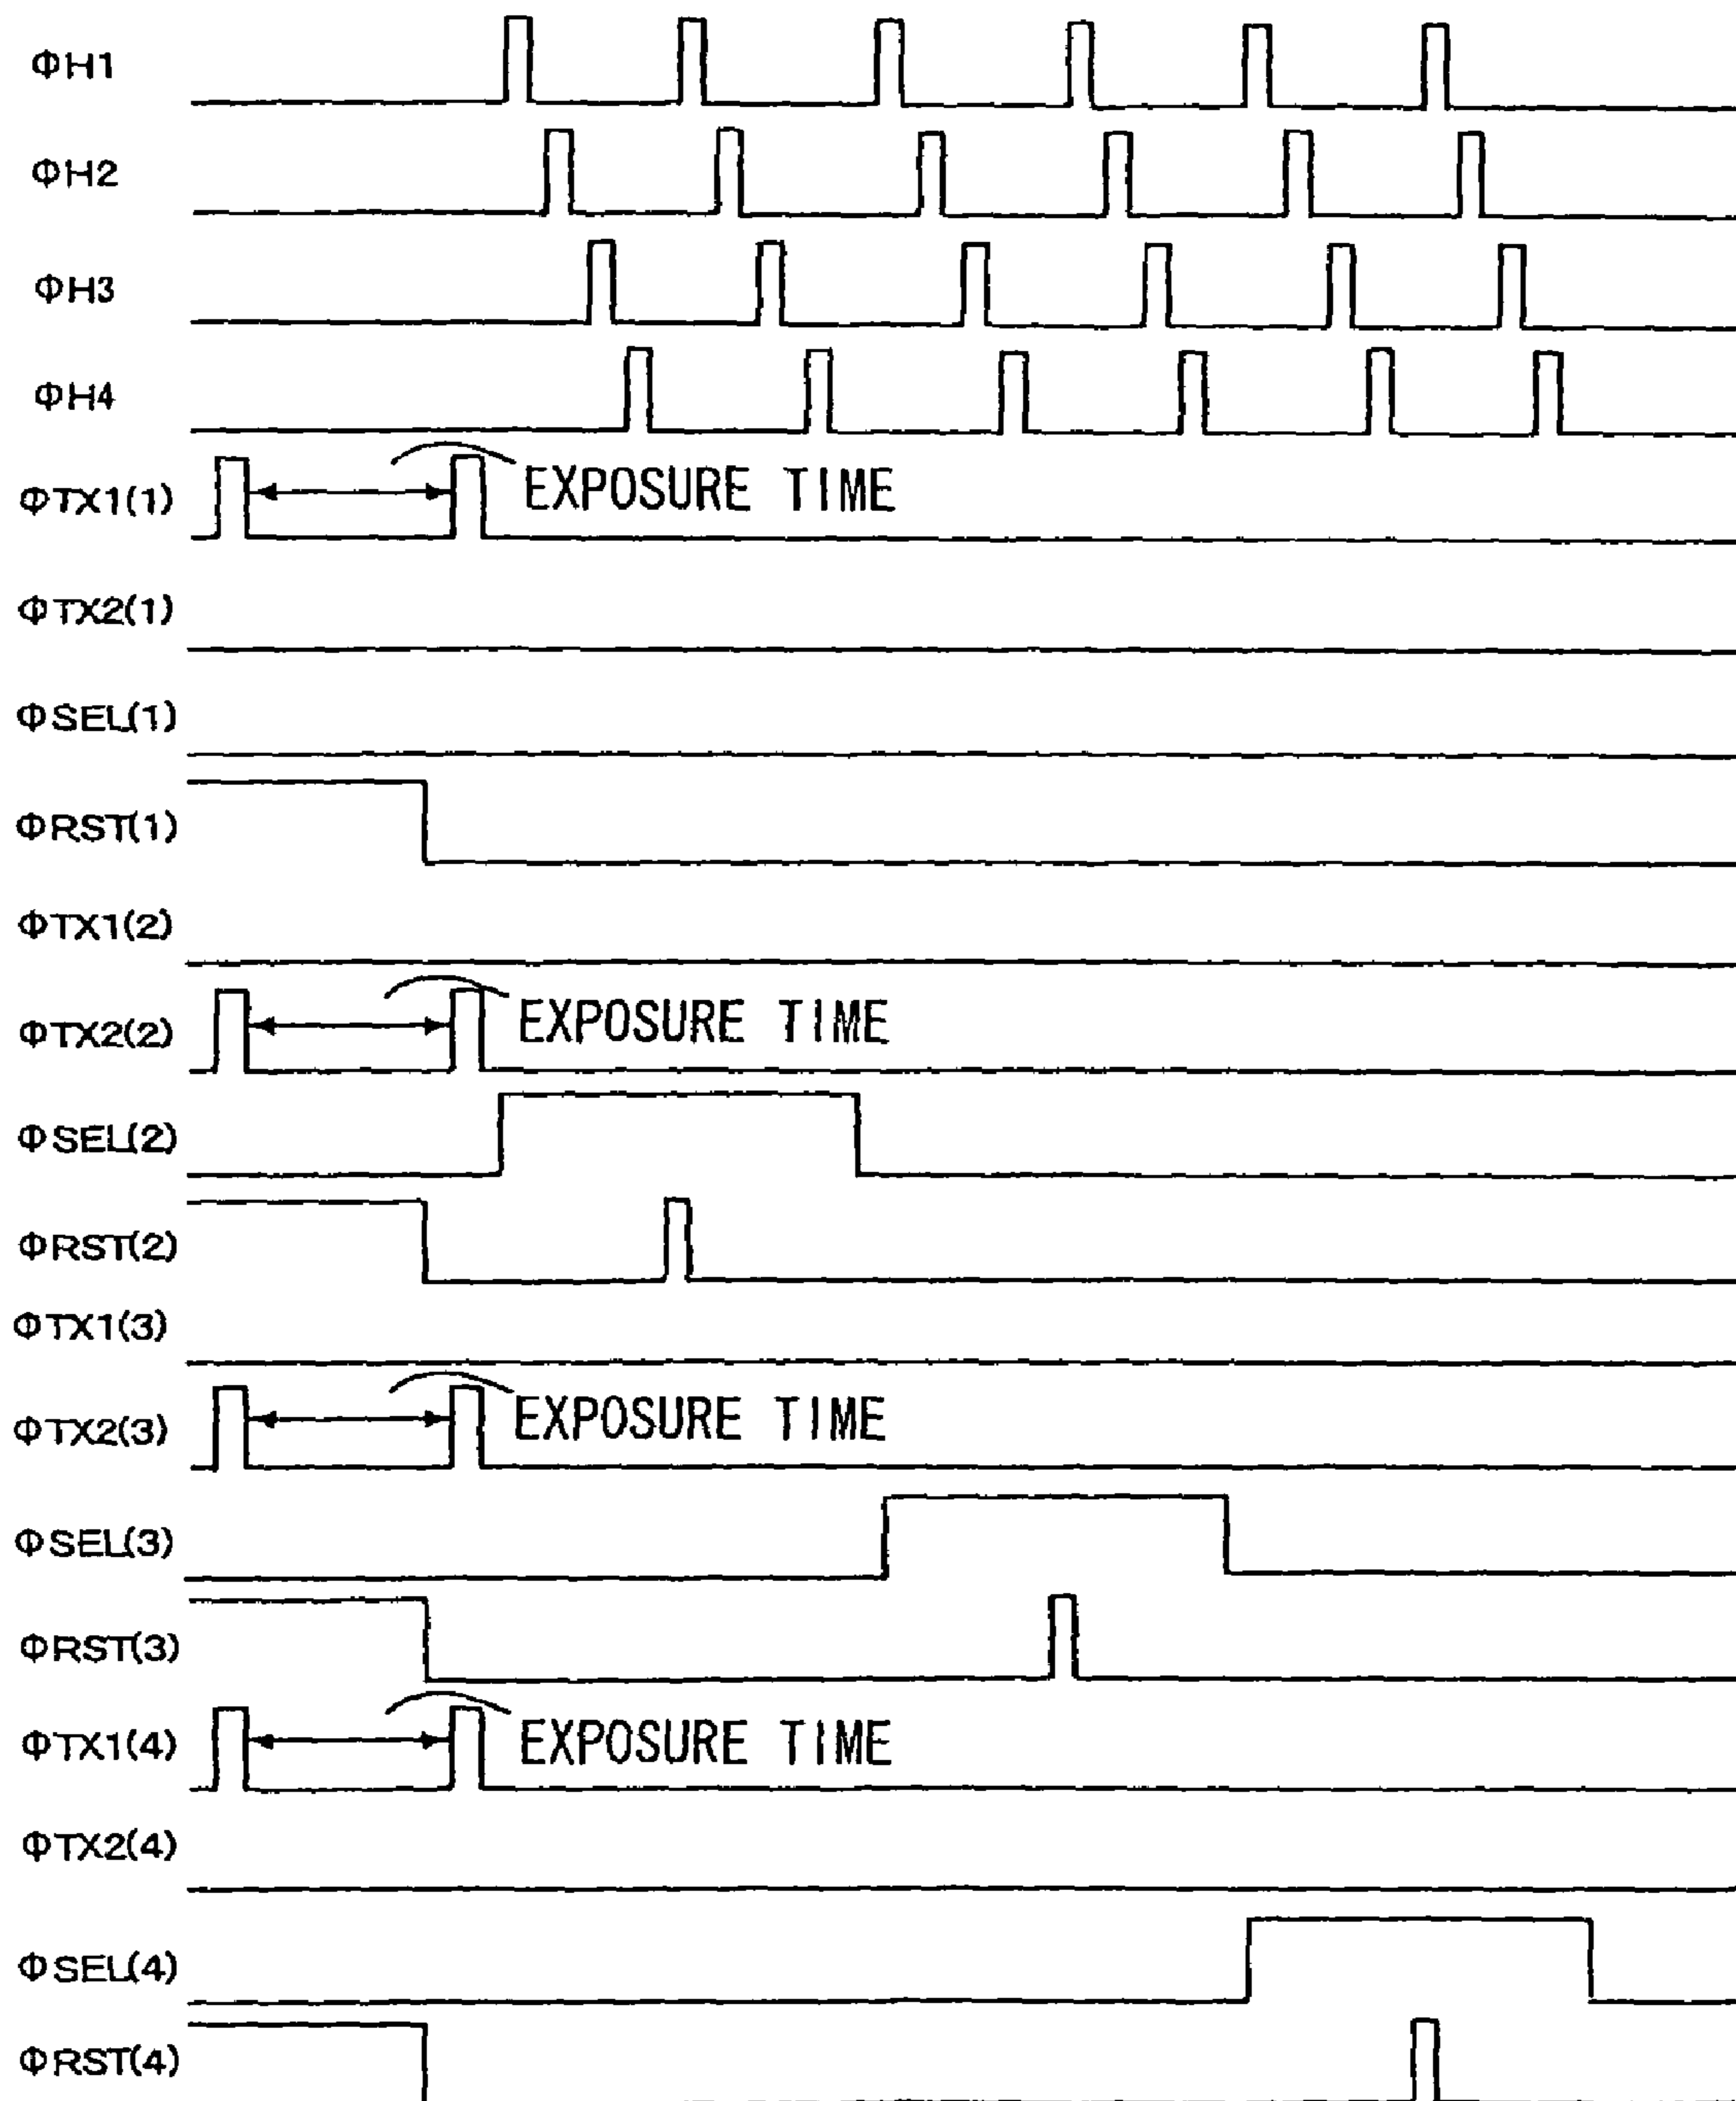 ΦH1
ΦH2
ΦH3
ΦH4
ΦTX1(1) EXPOSURE TIME
ΦTX2(1)
ΦSEL(1)
ΦRST(1)
ΦTX1(2)
ΦTX2(2) EXPOSURE TIME
ΦSEL(2)
ΦRST(2)
ΦTX1(3)
ΦTX2(3) EXPOSURE TIME
ΦSEL(3)
ΦRST(3)
ΦTX1(4) EXPOSURE TIME
ΦTX2(4)
ΦSEL(4)
ΦRST(4)